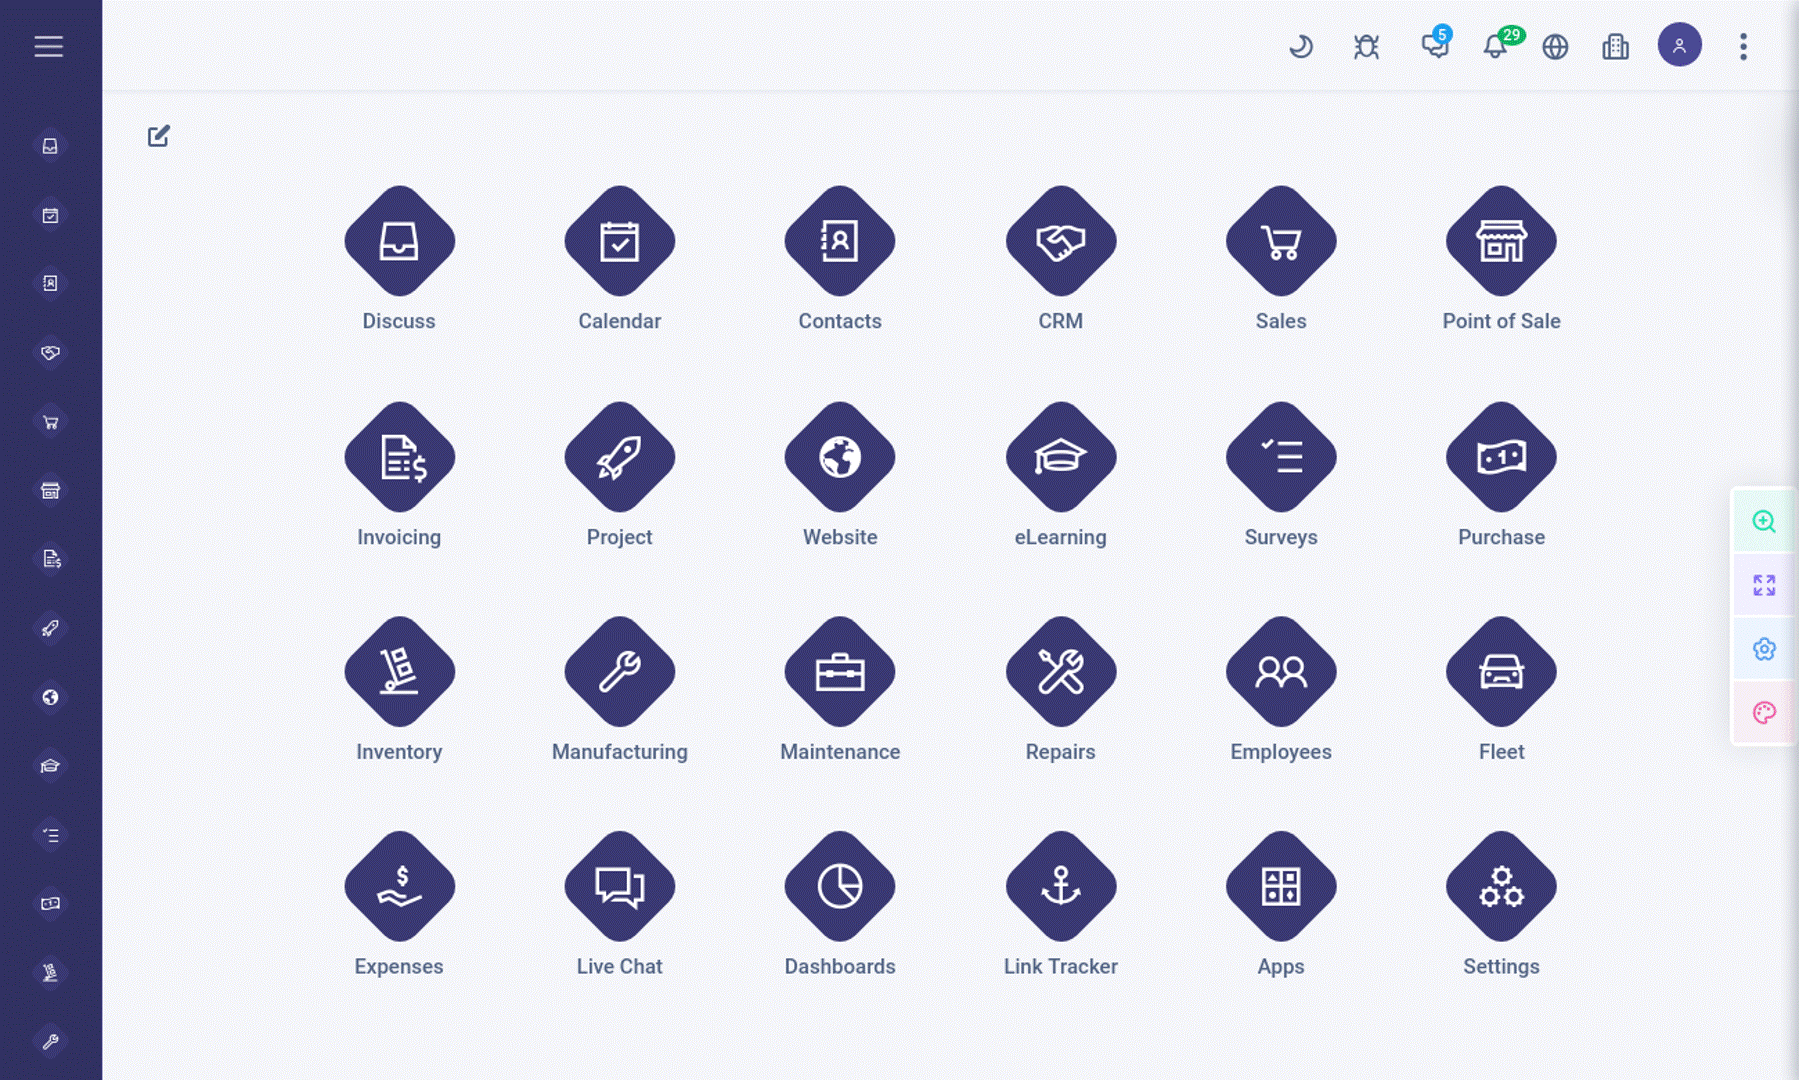 5
29
Discuss
Calendar
Contacts
CRM
Sales
Point of Sale
Invoicing
Project
Website
eLearning
Surveys
Purchase
Inventory
Manufacturing
Maintenance
Repairs
Employees
Fleet
Expenses
Live Chat
Dashboards
Link Tracker
Apps
Settings